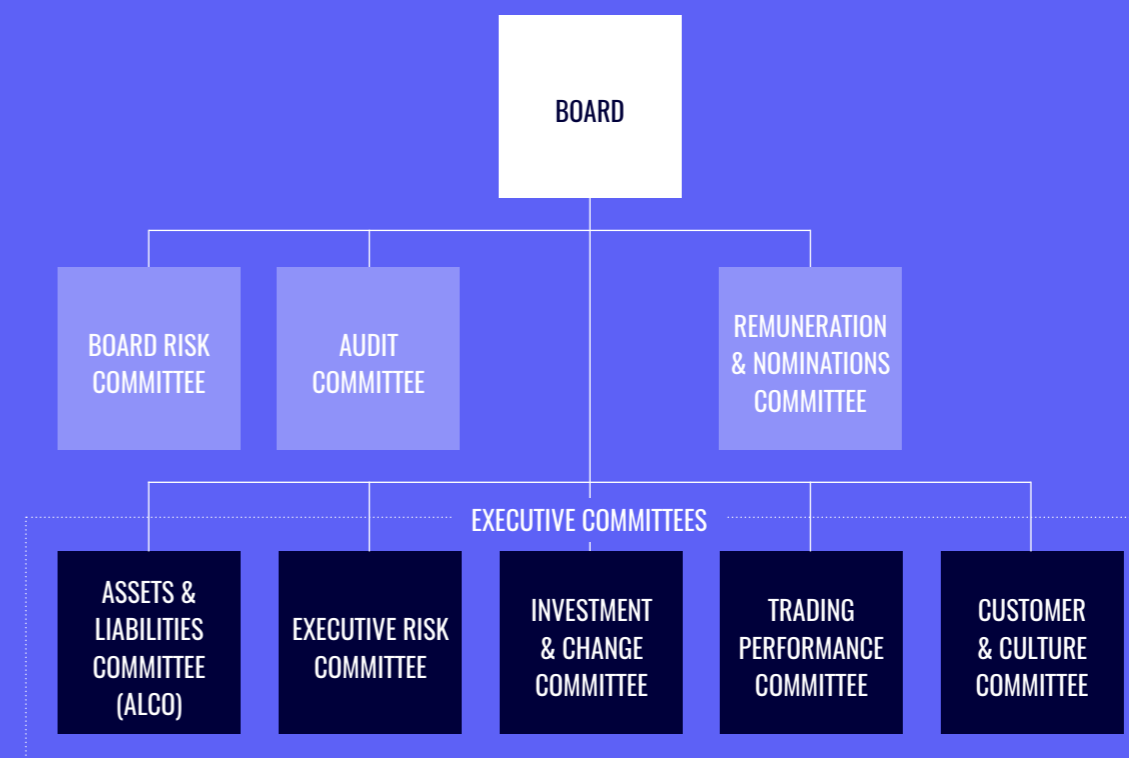 BOARD
BOARD RISK
COMMITTEE
AUDIT
COMMITTEE
REMUNERATION
& NOMINATIONS
COMMITTEE
EXECUTIVE COMMITTEES
ASSETS &
LIABILITIES
COMMITTEE
(ALCO)
EXECUTIVE RISK
COMMITTEE
INVESTMENT
& CHANGE
COMMITTEE
TRADING
PERFORMANCE
COMMITTEE
CUSTOMER
& CULTURE
COMMITTEE